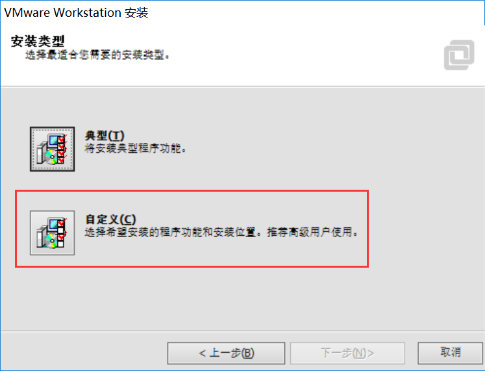 VMware Workstation 安装
安装类型
选择最适合您需要的安装类型。
典型(T)
将安装典型程序功能。
自定义(C)
选择希望安装的程序功能和安装位置。推荐高级用户使用。
< 上一步(B)
下一步(N)>
取消